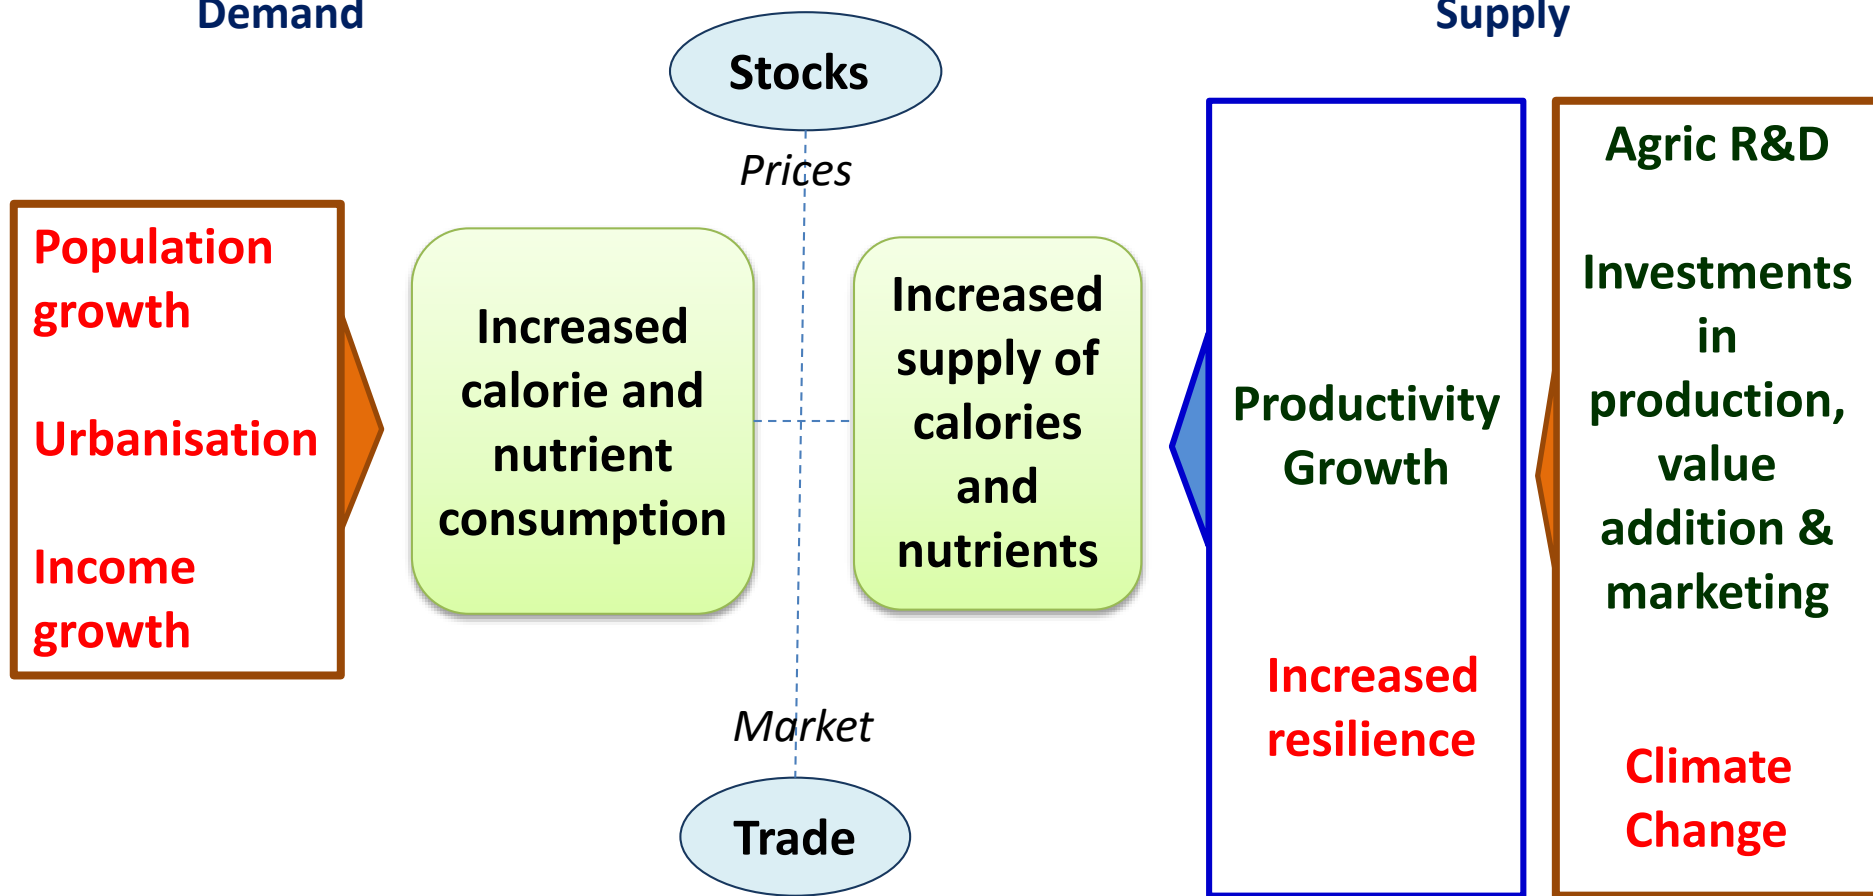 Demand
Supply
Stocks
Prices
Population
growth
Urbanisation
Income
growth
Increased
calorie and
nutrient
consumption
Increased
supply of
calories
and
nutrients
Market
Trade
Productivity
Growth
Increased
resilience
Agric R&D
Investments
in
production,
value
addition &
marketing
Climate
Change